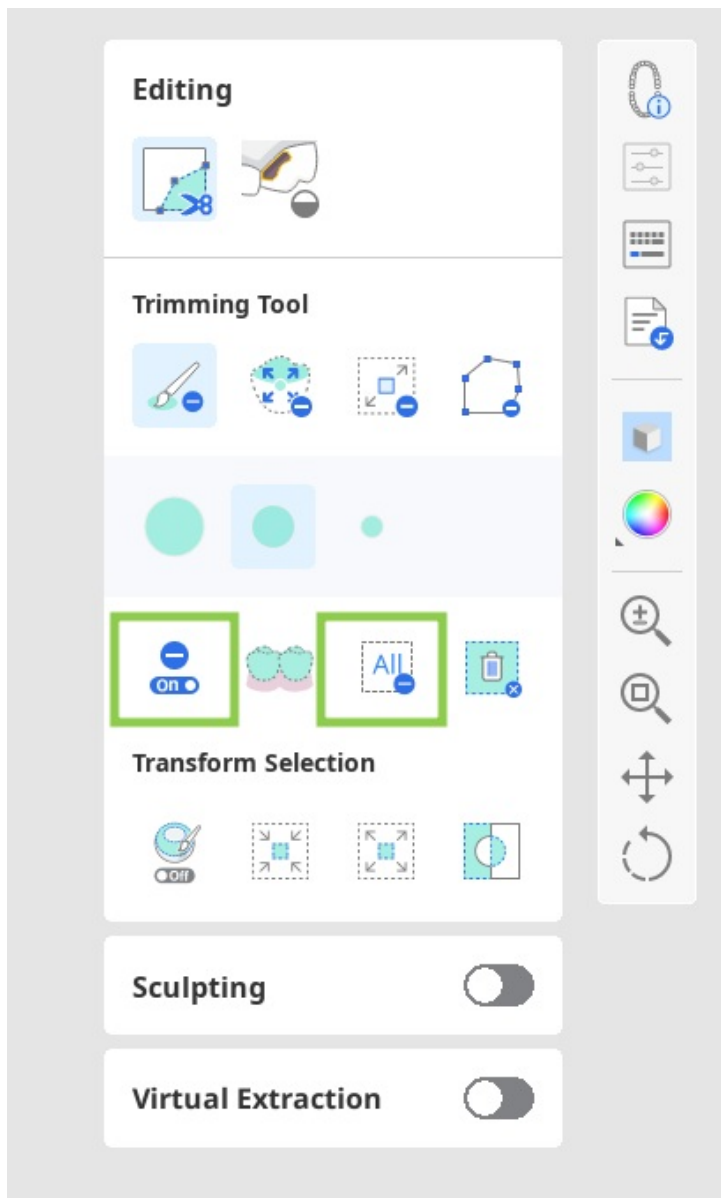 Editing
Trimming Tool
On
All
Transform Selection
Off
Sculpting
Virtual Extraction